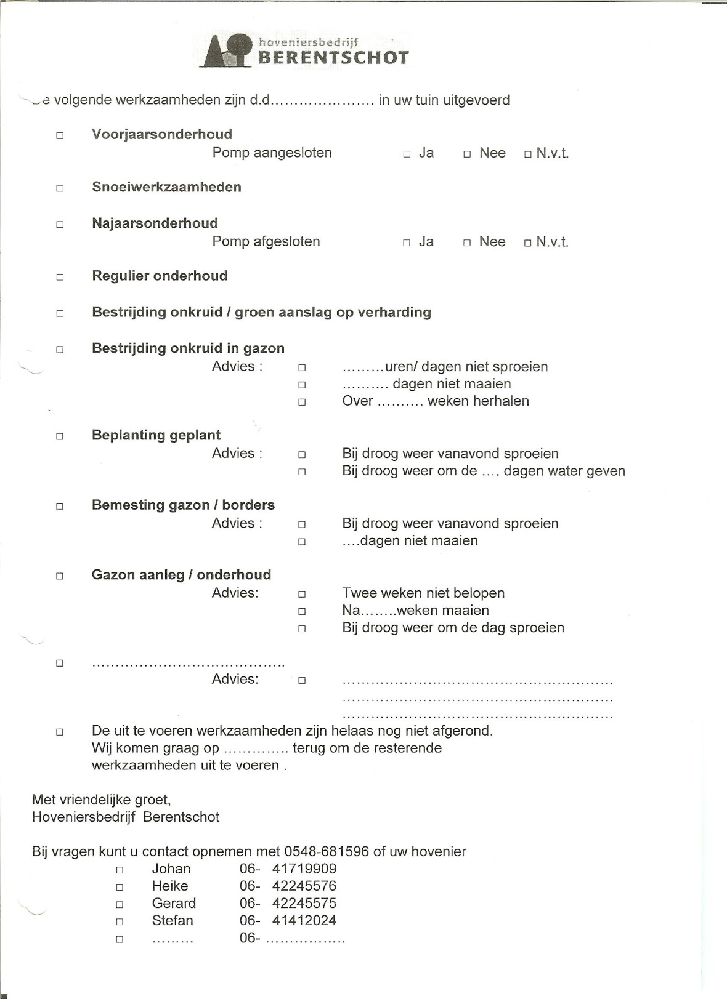 hoveniersbedrijf
BERENTSCHOT
De volgende werkzaamheden zijn d.d...................... in uw tuin uitgevoerd
□ Voorjaarsonderhoud
Pomp aangesloten □ Ja □ Nee □ N.v.t.
□ Snoeiwerkzaamheden
□ Najaarsonderhoud
Pomp afgesloten □ Ja □ Nee □ N.v.t.
□ Regulier onderhoud
□ Bestrijding onkruid / groen aanslag op verharding
□ Bestrijding onkruid in gazon
Advies : □ .........uren/ dagen niet sproeien
□ .......... dagen niet maaien
□ Over .......... weken herhalen
□ Beplanting geplant
Advies : □ Bij droog weer vanavond sproeien
□ Bij droog weer om de .... dagen water geven
□ Bemesting gazon / borders
Advies : □ Bij droog weer vanavond sproeien
□ ....dagen niet maaien
□ Gazon aanleg / onderhoud
Advies: □ Twee weken niet belopen
□ Na........weken maaien
□ Bij droog weer om de dag sproeien
□ .........................................
Advies: □ .........................................................
.........................................................
.........................................................
□ De uit te voeren werkzaamheden zijn helaas nog niet afgerond.
Wij komen graag op .............. terug om de resterende
werkzaamheden uit te voeren .
Met vriendelijke groet,
Hoveniersbedrijf Berentschot
Bij vragen kunt u contact opnemen met 0548-681596 of uw hovenier
□ Johan 06- 41719909
□ Heike 06- 42245576
□ Gerard 06- 42245575
□ Stefan 06- 41412024
□ ......... 06- .................